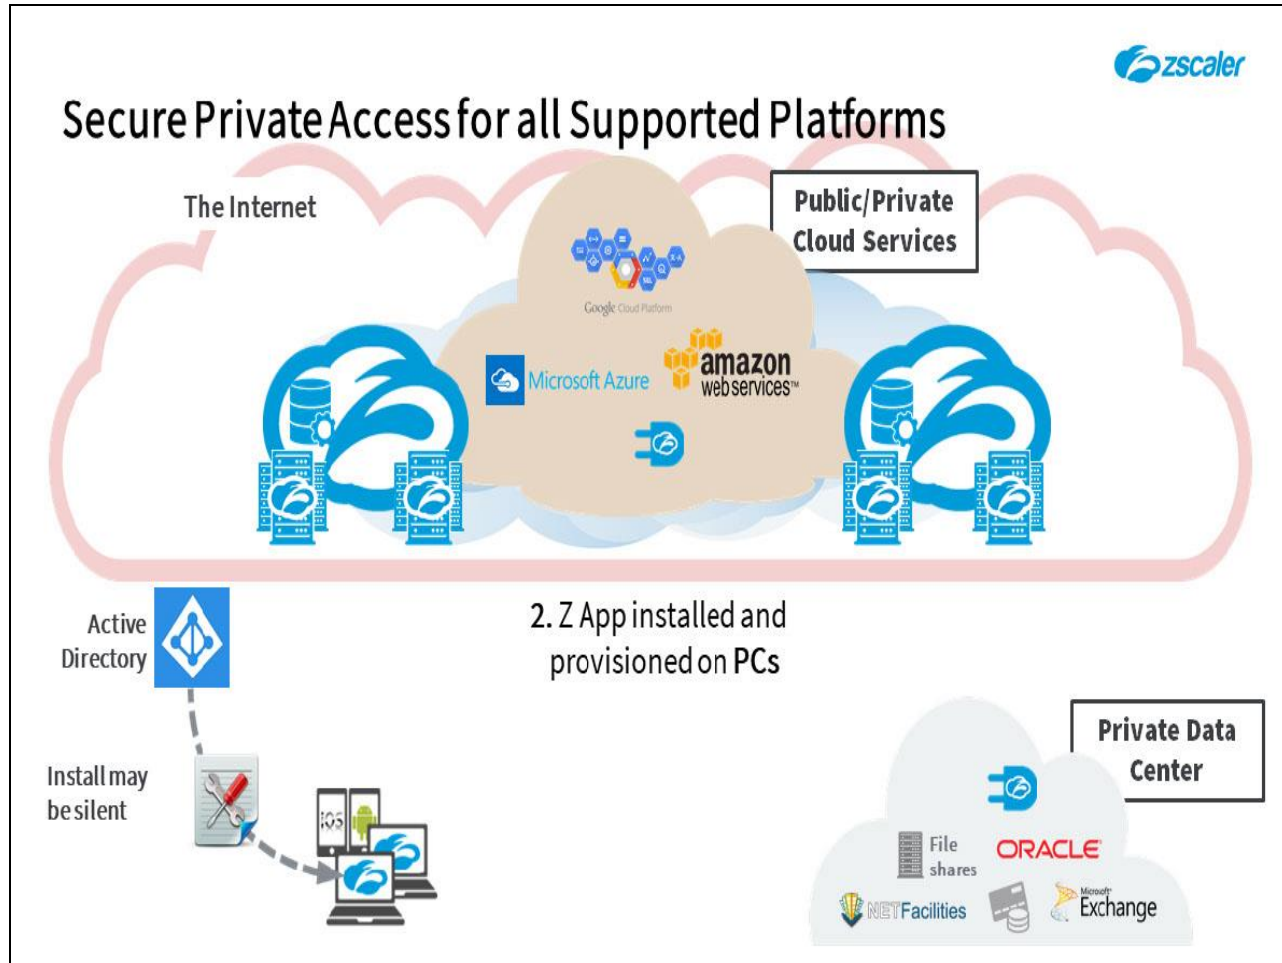 zscaler
Secure Private Access for all Supported Platforms
The Internet
Public/Private
Cloud Services
Google Cloud Platform
Microsoft Azure
amazon
webservices™
Active
Directory
2. Z App installed and
provisioned on PCs
Install may
be silent
iOS
Private Data
Center
File
shares
ORACLE
NETFacilities
Microsoft
Exchange